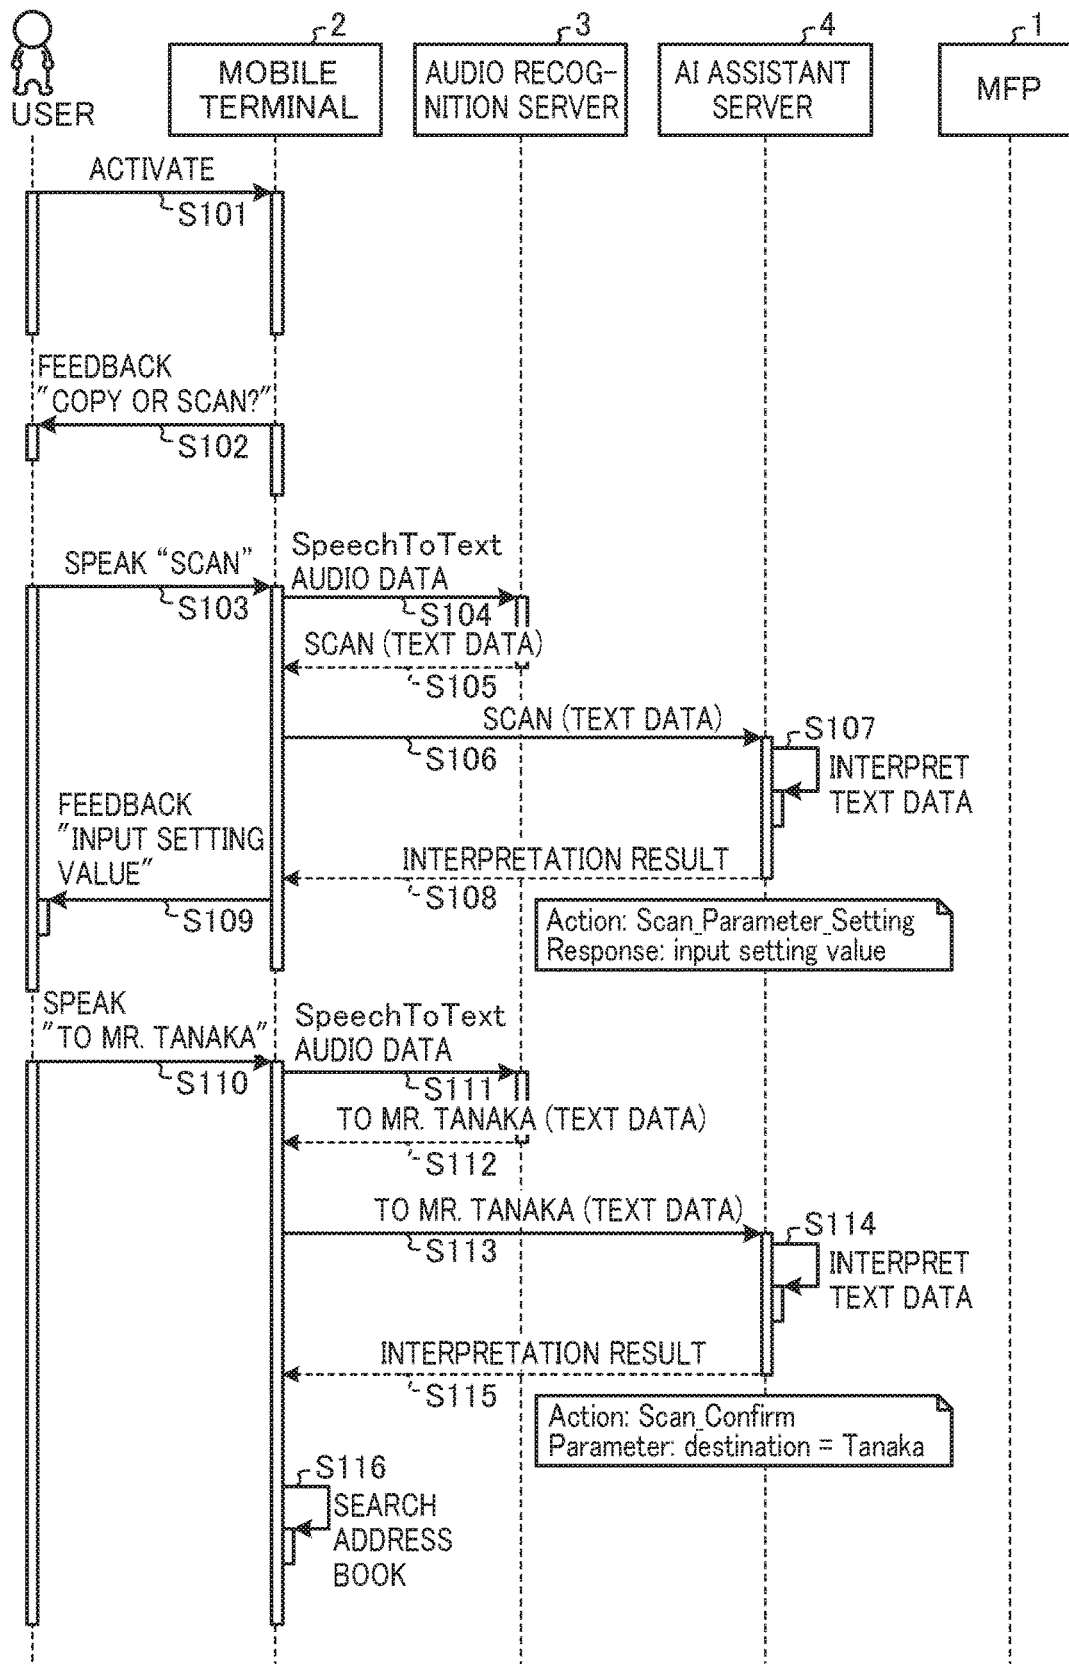 2
3
4
1
USER
MOBILE
TERMINAL
AUDIO RECOG-
NITION SERVER
AI ASSISTANT
SERVER
MFP
ACTIVATE
S101
FEEDBACK
"COPY OR SCAN?"
S102
SPEAK “SCAN”
S103
SpeechToText
AUDIO DATA
S104
SCAN (TEXT DATA)
S105
SCAN (TEXT DATA)
S106
S107
INTERPRET
TEXT DATA
INTERPRETATION RESULT
S108
FEEDBACK
"INPUT SETTING
VALUE"
S109
Action: Scan_Parameter_Setting
Response: input setting value
SPEAK
"TO MR. TANAKA"
S110
SpeechToText
AUDIO DATA
S111
TO MR. TANAKA (TEXT DATA)
S112
TO MR. TANAKA (TEXT DATA)
S113
S114
INTERPRET
TEXT DATA
INTERPRETATION RESULT
S115
Action: Scan_Confirm
Parameter: destination = Tanaka
S116
SEARCH
ADDRESS
BOOK